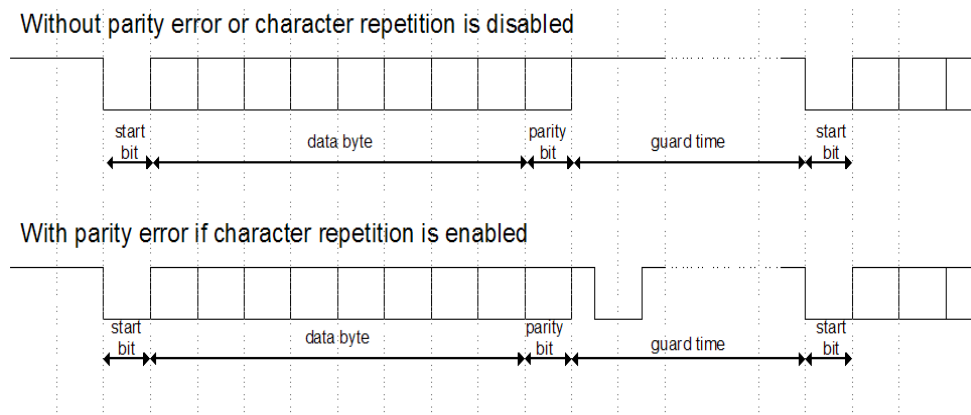 Without parity error or character repetition is disabled
start
bit
data byte
parity
bit
guard time
start
bit
With parity error if character repetition is enabled
start
bit
data byte
parity
bit
guard time
start
bit